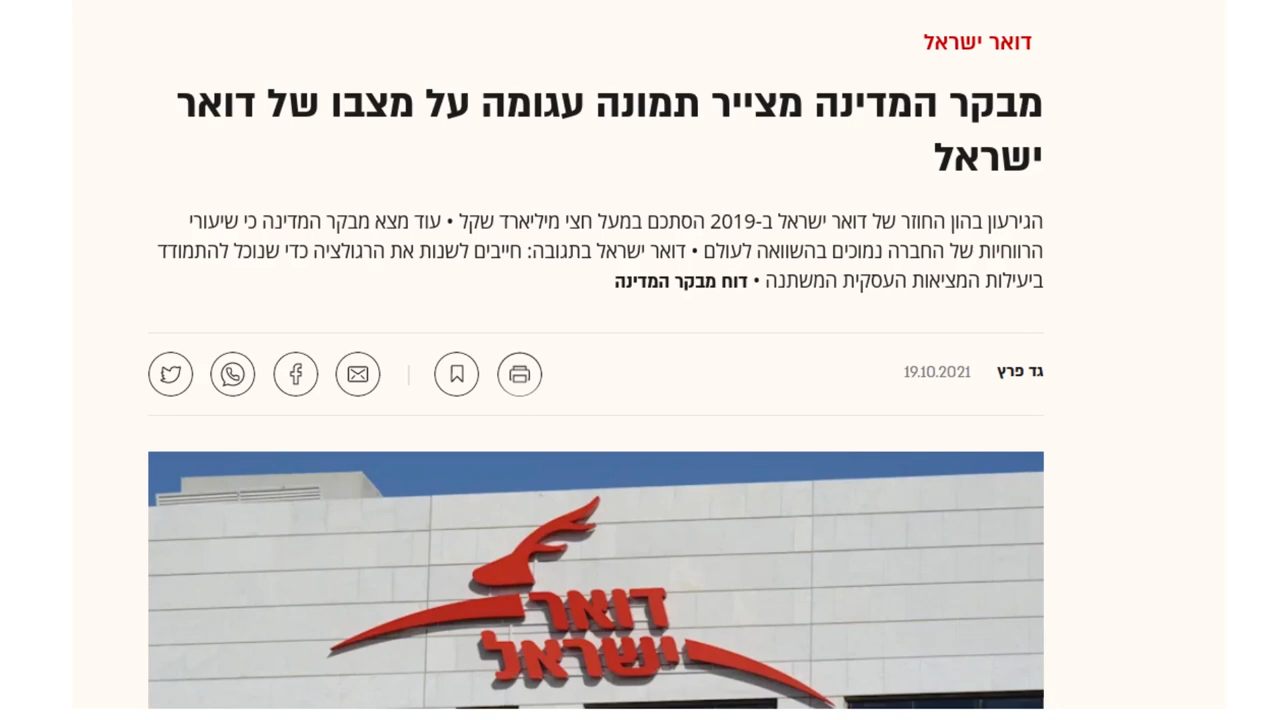 דואר ישראל
מבקר המדינה מצייר תמונה עגומה על מצבו של דואר
ישראל
הגירעון בהון החוזר של דואר ישראל ב-2019 הסתכם במעל חצי מיליארד שקל • עוד מצא מבקר המדינה כי שיעורי
הרווחיות של החברה נמוכים בהשוואה לעולם • דואר ישראל בתגובה: חייבים לשנות את הרגולציה כדי שנוכל להתמודד
ביעילות המציאות העסקית המשתנה • דוח מבקר המדינה
גד פרץ 19.10.2021
דואר
ישראל